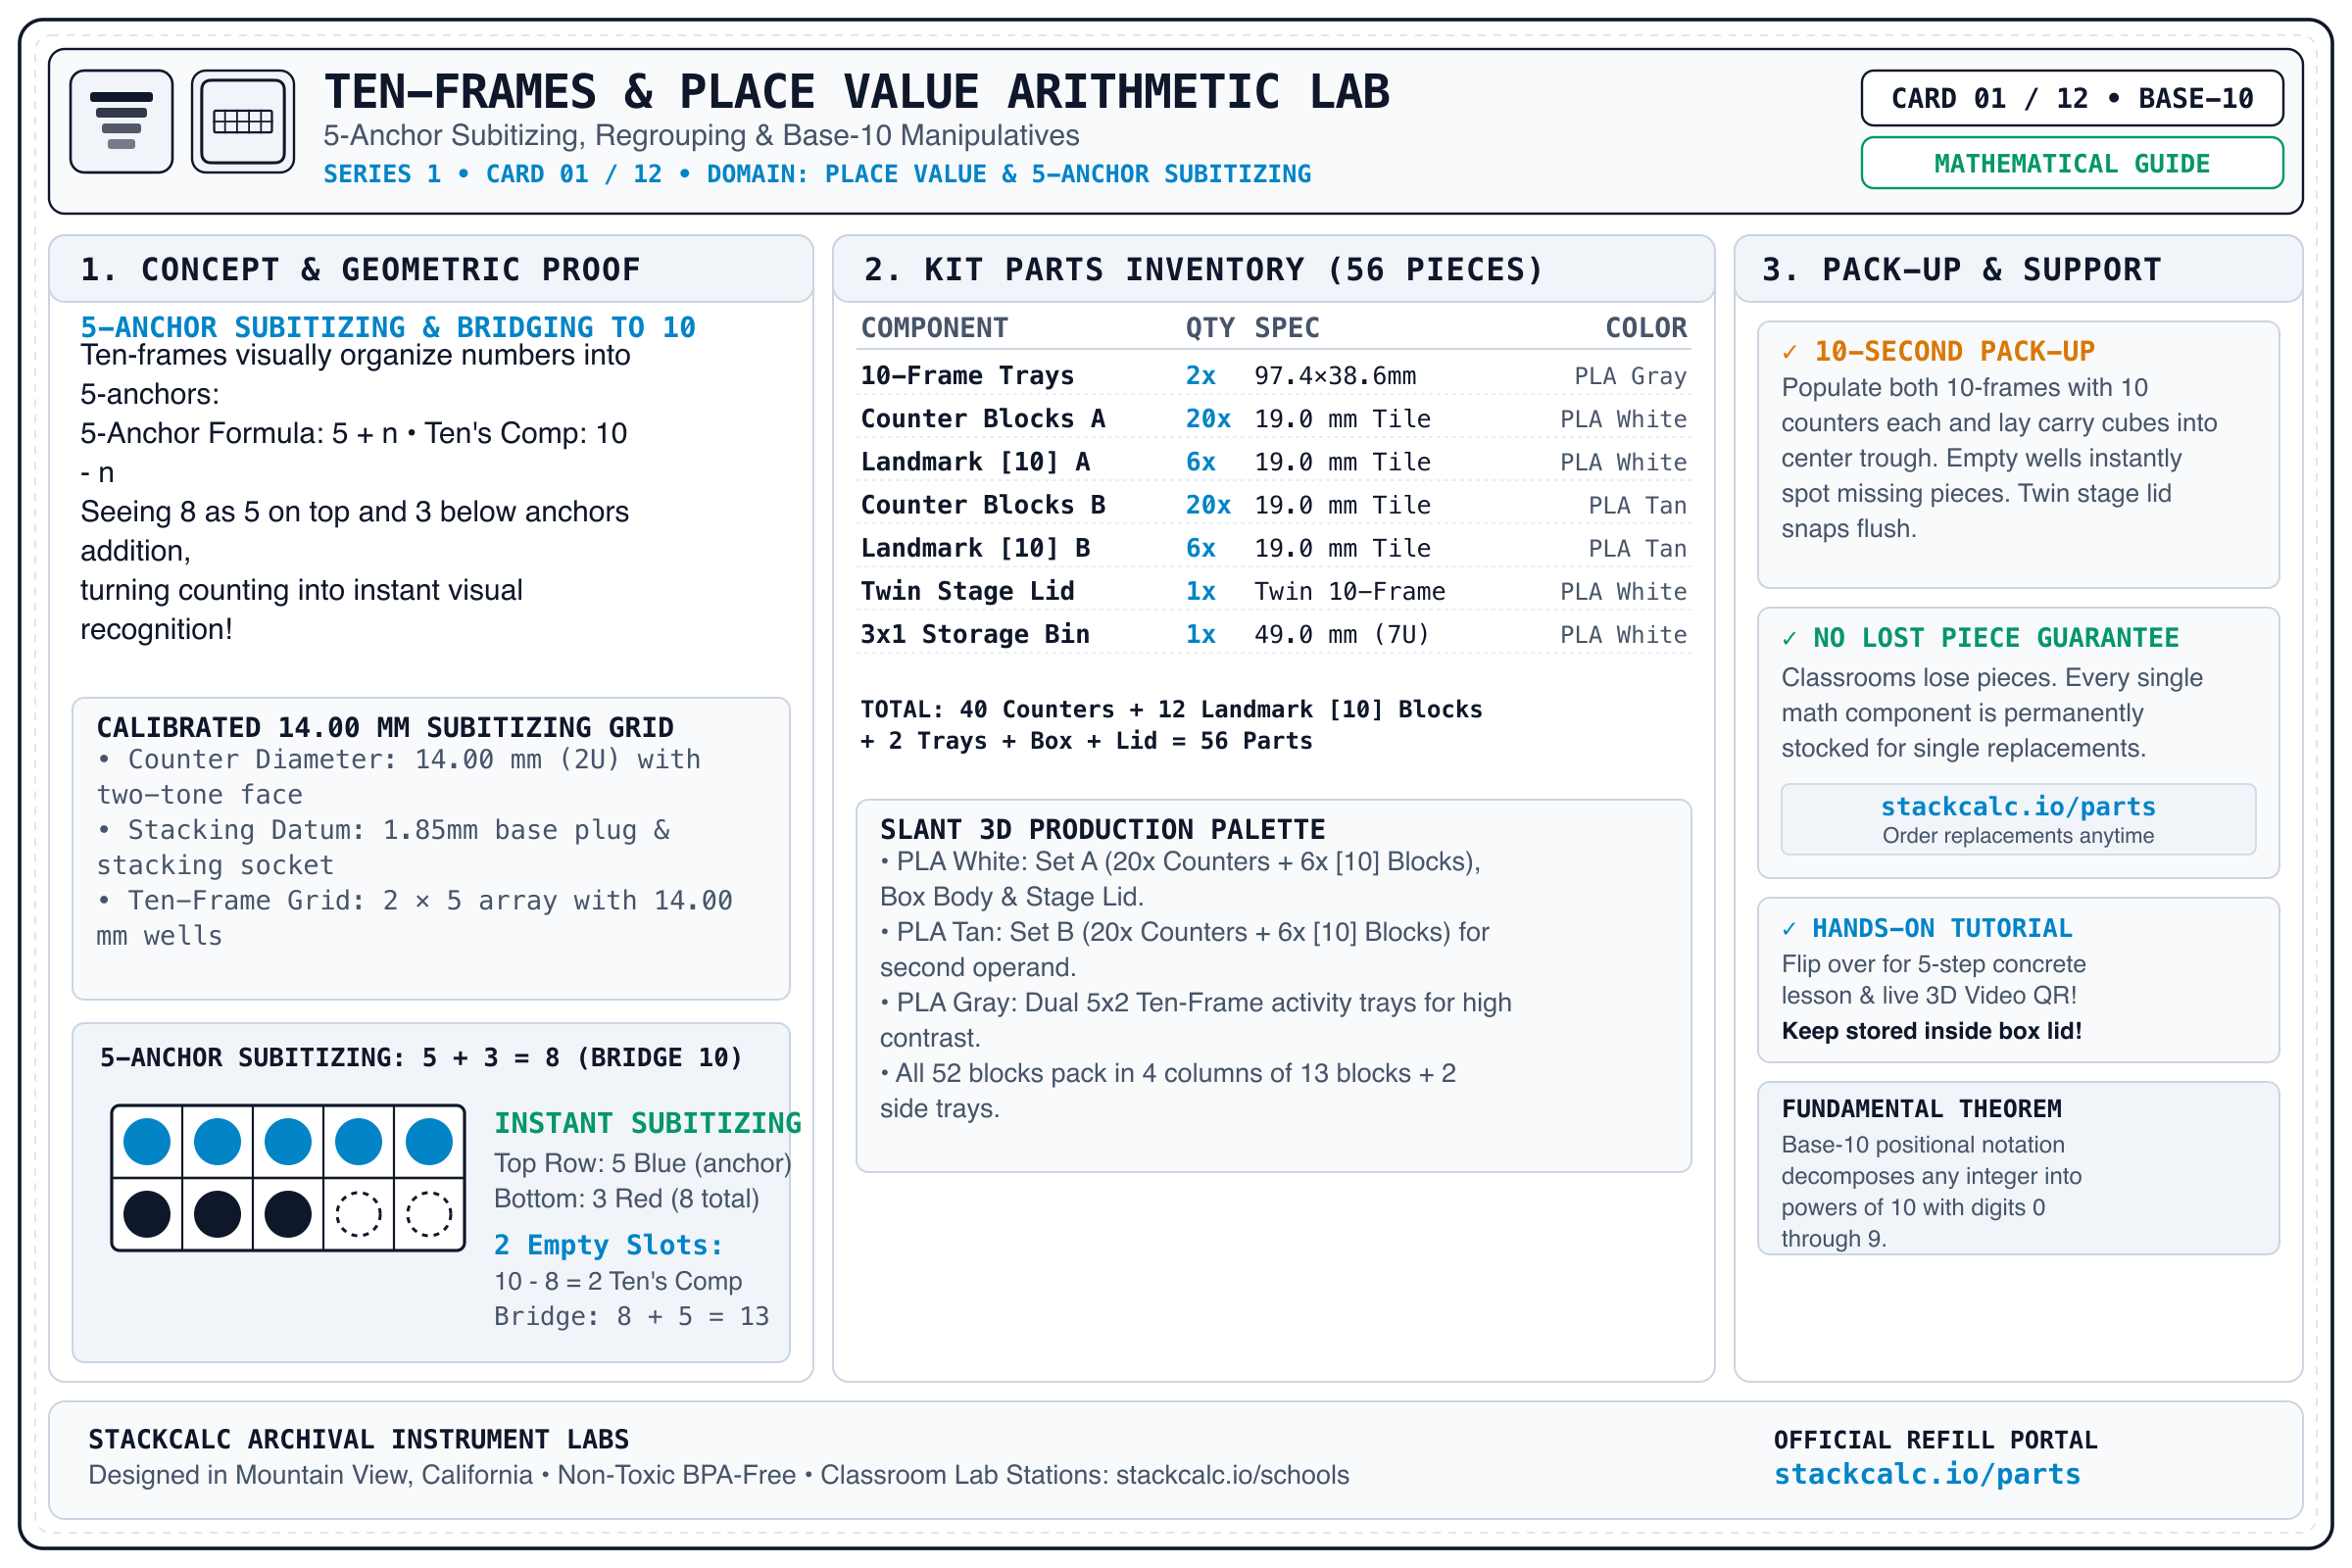 TEN–FRAMES & PLACE VALUE ARITHMETIC LAB
5-Anchor Subitizing, Regrouping & Base-10 Manipulatives
SERIES 1 • CARD 01 / 12 • DOMAIN: PLACE VALUE & 5–ANCHOR SUBITIZING
CARD 01 / 12 • BASE–10
MATHEMATICAL GUIDE
1. CONCEPT & GEOMETRIC PROOF
5–ANCHOR SUBITIZING & BRIDGING TO 10
Ten-frames visually organize numbers into
5-anchors:
5-Anchor Formula: 5 + n • Ten's Comp: 10
- n
Seeing 8 as 5 on top and 3 below anchors
addition,
turning counting into instant visual
recognition!
CALIBRATED 14.00 MM SUBITIZING GRID
• Counter Diameter: 14.00 mm (2U) with
two–tone face
• Stacking Datum: 1.85mm base plug &
stacking socket
• Ten–Frame Grid: 2 × 5 array with 14.00
mm wells
5–ANCHOR SUBITIZING: 5 + 3 = 8 (BRIDGE 10)
INSTANT SUBITIZING
Top Row: 5 Blue (anchor)
Bottom: 3 Red (8 total)
2 Empty Slots:
10 - 8 = 2 Ten's Comp
Bridge: 8 + 5 = 13
2. KIT PARTS INVENTORY (56 PIECES)
COMPONENT QTY SPEC COLOR
10–Frame Trays 2x 97.4×38.6mm PLA Gray
Counter Blocks A 20x 19.0 mm Tile PLA White
Landmark [10] A 6x 19.0 mm Tile PLA White
Counter Blocks B 20x 19.0 mm Tile PLA Tan
Landmark [10] B 6x 19.0 mm Tile PLA Tan
Twin Stage Lid 1x Twin 10–Frame PLA White
3x1 Storage Bin 1x 49.0 mm (7U) PLA White
TOTAL: 40 Counters + 12 Landmark [10] Blocks
+ 2 Trays + Box + Lid = 56 Parts
SLANT 3D PRODUCTION PALETTE
• PLA White: Set A (20x Counters + 6x [10] Blocks),
Box Body & Stage Lid.
• PLA Tan: Set B (20x Counters + 6x [10] Blocks) for
second operand.
• PLA Gray: Dual 5x2 Ten-Frame activity trays for high
contrast.
• All 52 blocks pack in 4 columns of 13 blocks + 2
side trays.
3. PACK–UP & SUPPORT
✓ 10–SECOND PACK–UP
Populate both 10-frames with 10
counters each and lay carry cubes into
center trough. Empty wells instantly
spot missing pieces. Twin stage lid
snaps flush.
✓ NO LOST PIECE GUARANTEE
Classrooms lose pieces. Every single
math component is permanently
stocked for single replacements.
stackcalc.io/parts
Order replacements anytime
✓ HANDS–ON TUTORIAL
Flip over for 5-step concrete
lesson & live 3D Video QR!
Keep stored inside box lid!
FUNDAMENTAL THEOREM
Base-10 positional notation
decomposes any integer into
powers of 10 with digits 0
through 9.
STACKCALC ARCHIVAL INSTRUMENT LABS
Designed in Mountain View, California • Non-Toxic BPA-Free • Classroom Lab Stations: stackcalc.io/schools
OFFICIAL REFILL PORTAL
stackcalc.io/parts